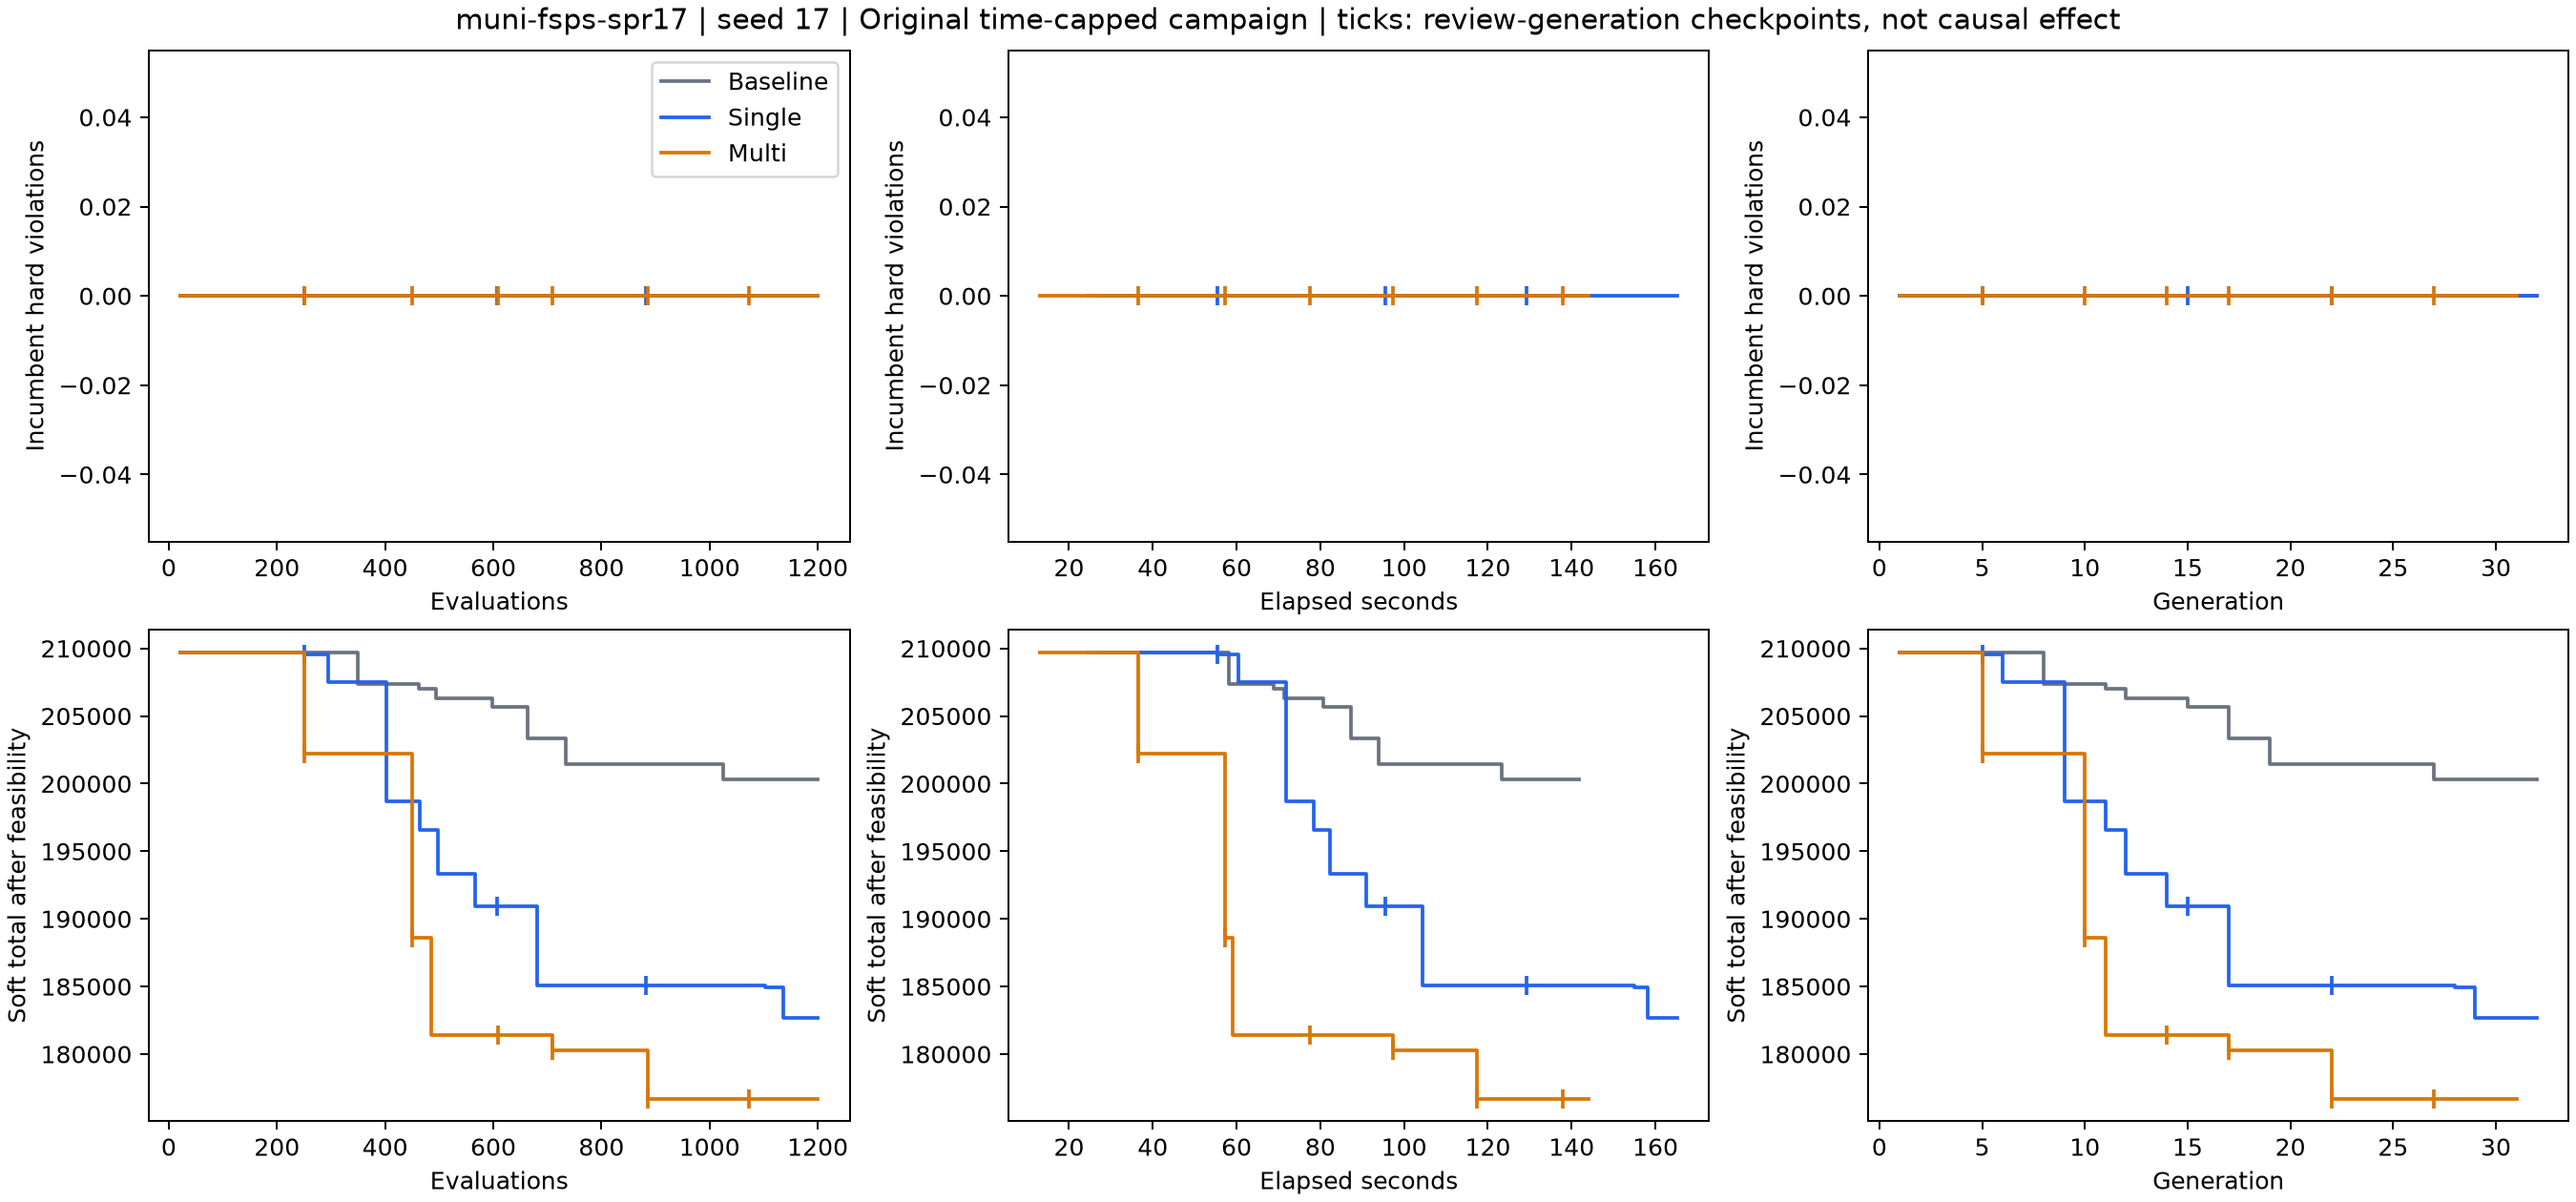 muni-fsps-spr17 | seed 17 | Original time-capped campaign | ticks: review-generation checkpoints, not causal effect
Baseline
Single
Multi
Incumbent hard violations
0.04
0.02
0.00
−0.02
−0.04
0 200 400 600 800 1000 1200
Evaluations
Incumbent hard violations
0.04
0.02
0.00
−0.02
−0.04
20 40 60 80 100 120 140 160
Elapsed seconds
Incumbent hard violations
0.04
0.02
0.00
−0.02
−0.04
0 5 10 15 20 25 30
Generation
Soft total after feasibility
210000
205000
200000
195000
190000
185000
180000
0 200 400 600 800 1000 1200
Evaluations
Soft total after feasibility
210000
205000
200000
195000
190000
185000
180000
20 40 60 80 100 120 140 160
Elapsed seconds
Soft total after feasibility
210000
205000
200000
195000
190000
185000
180000
0 5 10 15 20 25 30
Generation